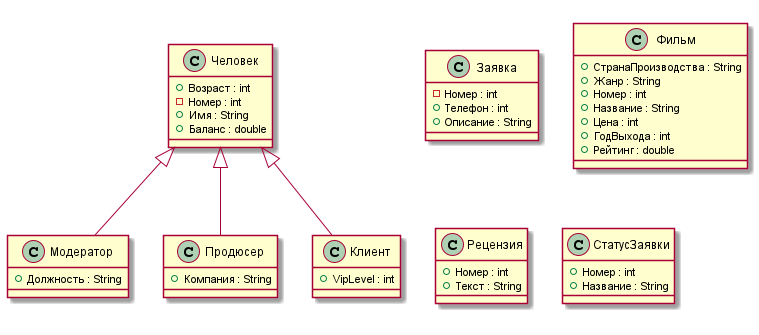 C Человек
Возраст : int
Номер : int
Имя : String
Баланс : double
C Заявка
Номер : int
Телефон : int
Описание : String
C Фильм
СтранаПроизводства : String
Жанр : String
Номер : int
Название : String
Цена : int
ГодВыхода : int
Рейтинг : double
C Модератор
Должность : String
C Продюсер
Компания : String
C Клиент
VipLevel : int
C Рецензия
Номер : int
Текст : String
C СтатусЗаявки
Номер : int
Название : String